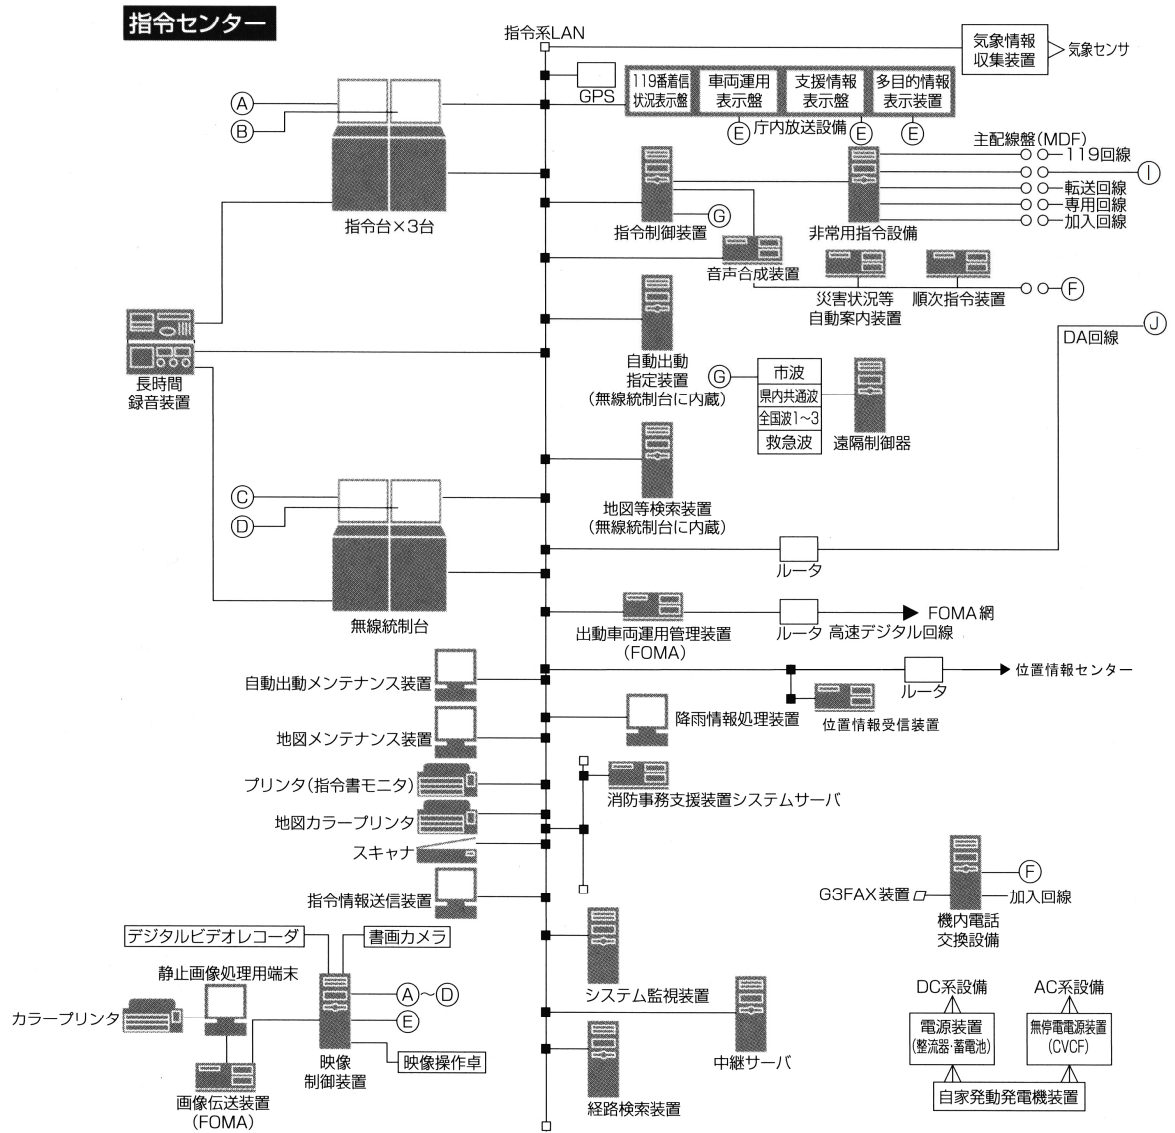 指令センター
指令系LAN
気象情報
収集装置
気象センサ
GPS
119番着信
状況表示盤
車両運用
表示盤
支援情報
表示盤
多目的情報
表示装置
A
B
E
庁内放送設備
E
E
主配線盤(MDF)
119回線
I
転送回線
専用回線
加入回線
指令台×3台
G
指令制御装置
非常用指令設備
音声合成装置
災害状況等
自動案内装置
順次指令装置
F
J
DA回線
長時間
録音装置
自動出動
指定装置
(無線統制台に内蔵)
G
市波
県内共通波
全国波1~3
救急波
遠隔制御器
C
D
地図等検索装置
(無線統制台に内蔵)
ルータ
無線統制台
出動車両運用管理装置
(FOMA)
ルータ
高速デジタル回線
FOMA網
自動出動メンテナンス装置
ルータ
位置情報センター
位置情報受信装置
地図メンテナンス装置
降雨情報処理装置
プリンタ(指令書モニタ)
消防事務支援装置システムサーバ
地図カラープリンタ
スキャナ
指令情報送信装置
G3FAX装置
F
加入回線
機内電話
交換設備
デジタルビデオレコーダ
書画カメラ
静止画像処理用端末
カラープリンタ
A~D
E
映像
制御装置
映像操作卓
画像伝送装置
(FOMA)
システム監視装置
中継サーバ
経路検索装置
DC系設備
AC系設備
電源装置
(整流器・蓄電池)
無停電電源装置
(CVCF)
自家発動発電機装置